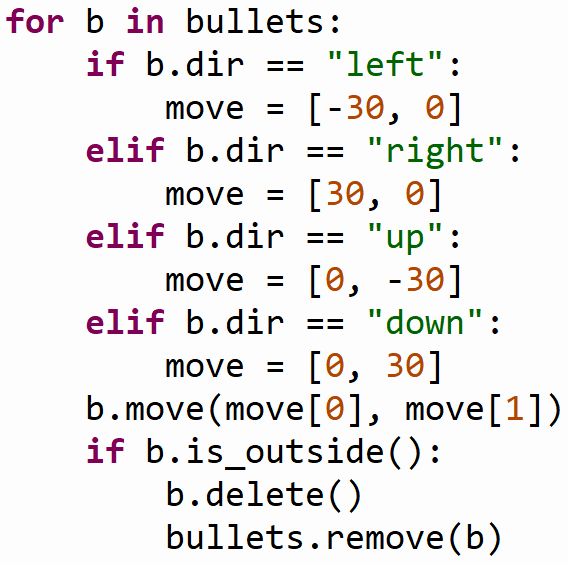 for b in bullets:
    if b.dir == "left":
        move = [-30, 0]
    elif b.dir == "right":
        move = [30, 0]
    elif b.dir == "up":
        move = [0, -30]
    elif b.dir == "down":
        move = [0, 30]
    b.move(move[0], move[1])
    if b.is_outside():
        b.delete()
        bullets.remove(b)